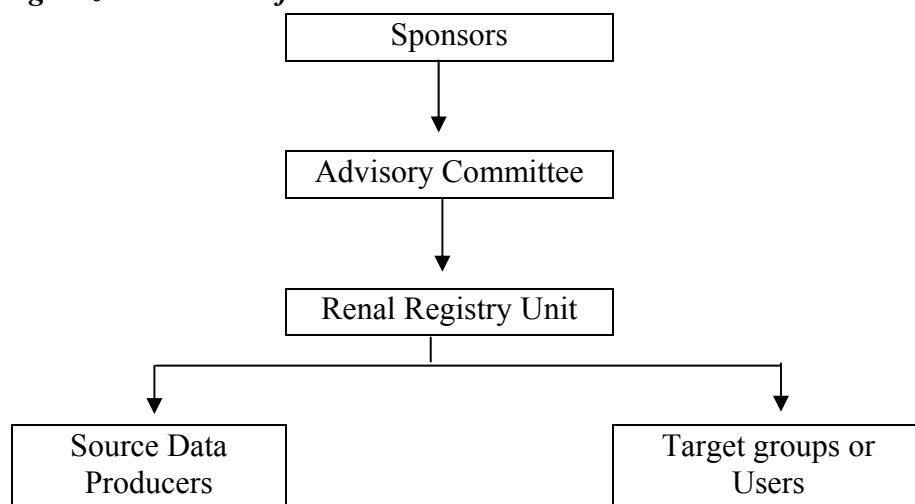 Sponsors
Advisory Committee
Renal Registry Unit
Source Data
Producers
Target groups or
Users